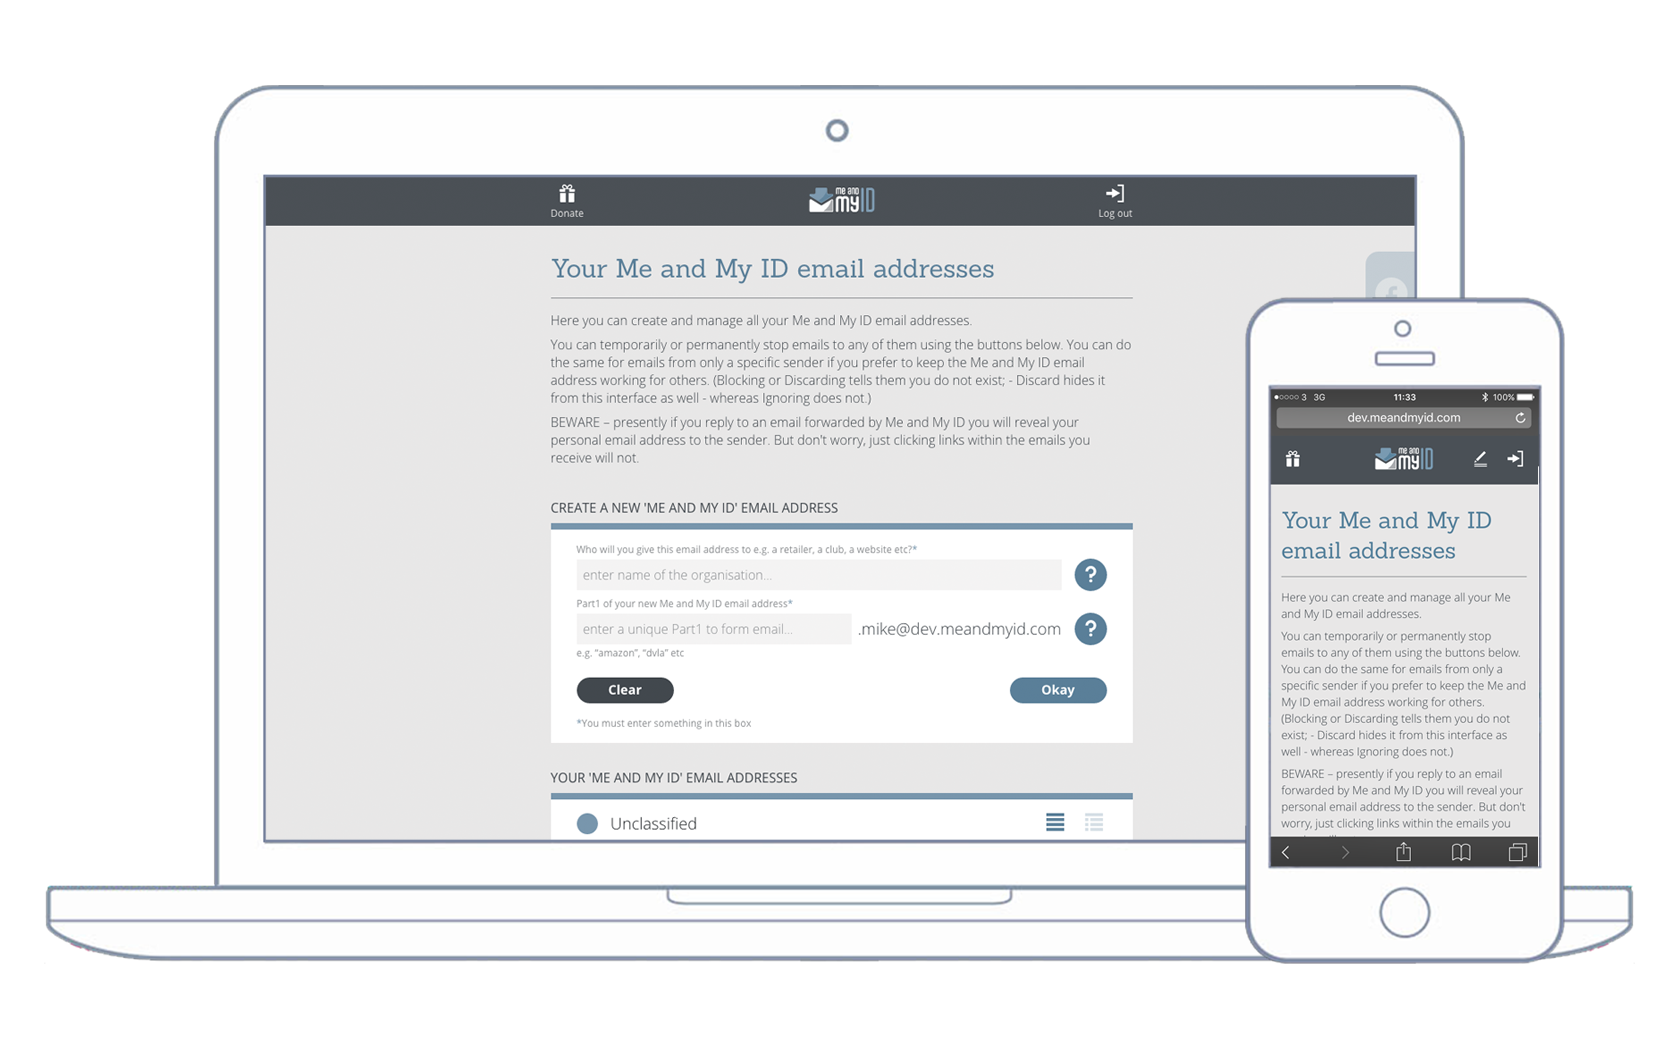 Donate
me and
myID
Log out
Your Me and My ID email addresses
Here you can create and manage all your Me and My ID email addresses.
You can temporarily or permanently stop emails to any of them using the buttons below. You can do
the same for emails from only a specific sender if you prefer to keep the Me and My ID email
address working for others. (Blocking or Discarding tells them you do not exist; - Discard hides it
from this interface as well - whereas Ignoring does not.)
BEWARE – presently if you reply to an email forwarded by Me and My ID you will reveal your
personal email address to the sender. But don't worry, just clicking links within the emails you
receive will not.
CREATE A NEW 'ME AND MY ID' EMAIL ADDRESS
Who will you give this email address to e.g. a retailer, a club, a website etc?*
enter name of the organisation...
?
Part1 of your new Me and My ID email address*
enter a unique Part1 to form email...
.mike@dev.meandmyid.com
?
e.g. “amazon”, “dvla” etc
Clear
Okay
*You must enter something in this box
YOUR 'ME AND MY ID' EMAIL ADDRESSES
Unclassified
3 3G
11:33
100%
dev.meandmyid.com
me and
myID
Your Me and My ID
email addresses
Here you can create and manage all your Me
and My ID email addresses.
You can temporarily or permanently stop
emails to any of them using the buttons below.
You can do the same for emails from only a
specific sender if you prefer to keep the Me and
My ID email address working for others.
(Blocking or Discarding tells them you do not
exist; - Discard hides it from this interface as
well - whereas Ignoring does not.)
BEWARE – presently if you reply to an email
forwarded by Me and My ID you will reveal your
personal email address to the sender. But don't
worry, just clicking links within the emails you